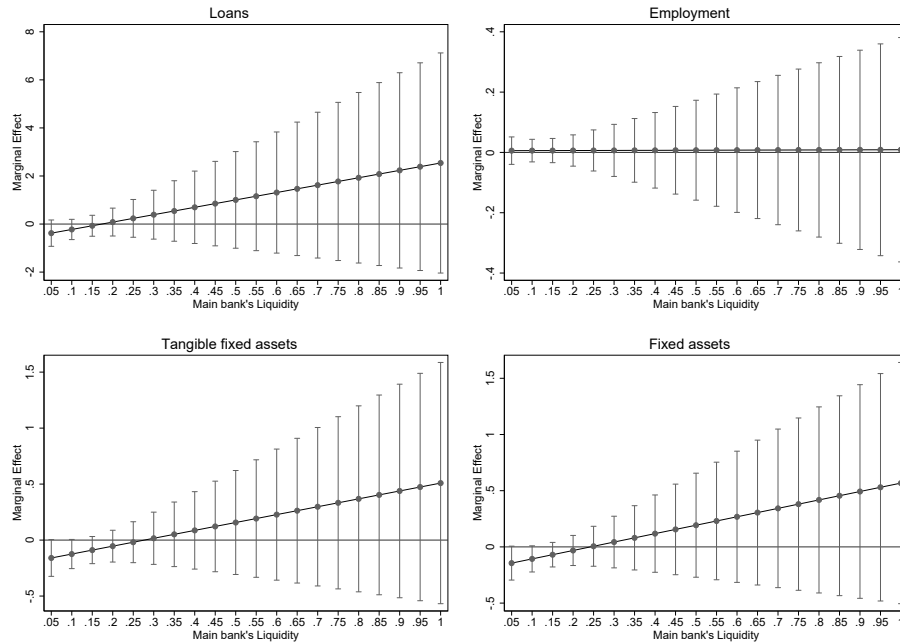 Loans
Marginal Effect
8
6
4
2
0
-2
.05 .1 .15 .2 .25 .3 .35 .4 .45 .5 .55 .6 .65 .7 .75 .8 .85 .9 .95 1
Main bank's Liquidity
Employment
Marginal Effect
.4
.2
0
-.2
-.4
.05 .1 .15 .2 .25 .3 .35 .4 .45 .5 .55 .6 .65 .7 .75 .8 .85 .9 .95 1
Main bank's Liquidity
Tangible fixed assets
Marginal Effect
1.5
1
.5
0
-.5
.05 .1 .15 .2 .25 .3 .35 .4 .45 .5 .55 .6 .65 .7 .75 .8 .85 .9 .95 1
Main bank's Liquidity
Fixed assets
Marginal Effect
1.5
1
.5
0
-.5
.05 .1 .15 .2 .25 .3 .35 .4 .45 .5 .55 .6 .65 .7 .75 .8 .85 .9 .95 1
Main bank's Liquidity